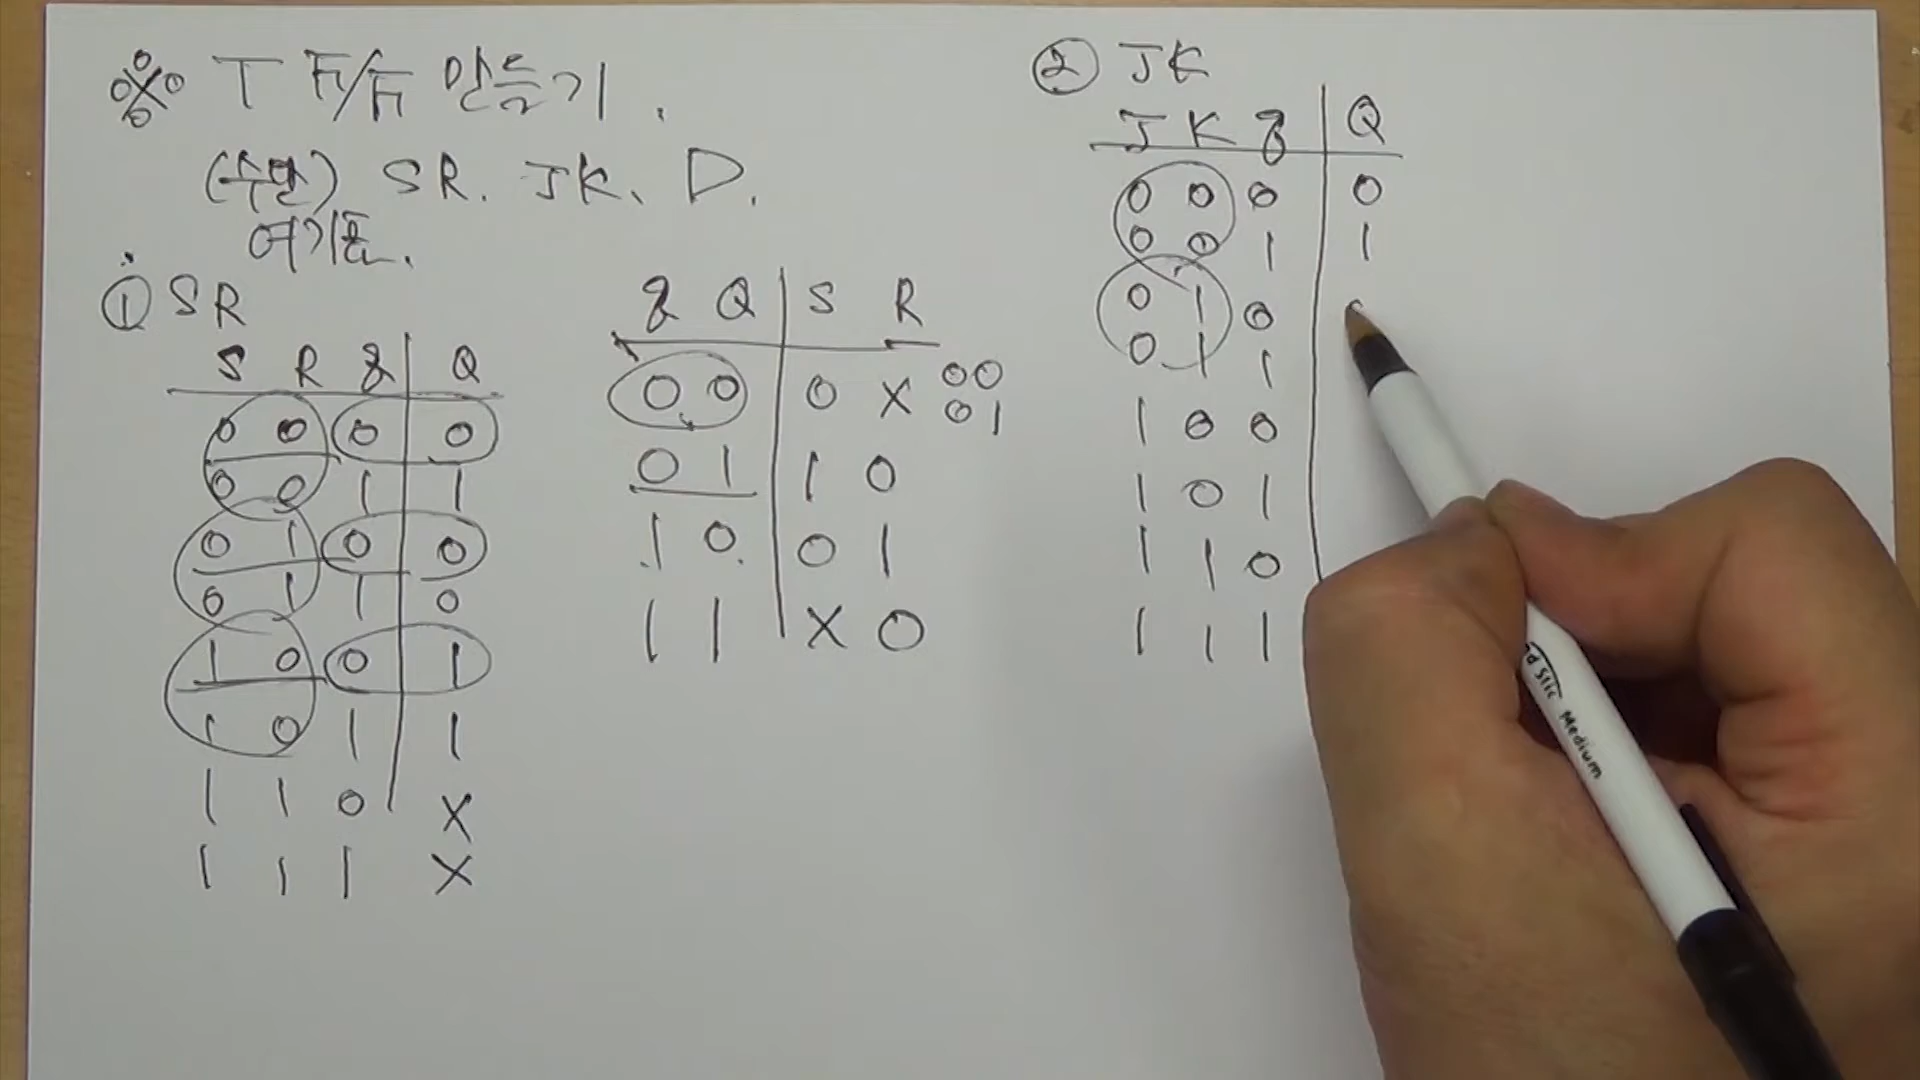 ※ T F/F 만들기.
(수반) SR. JK. D.
여기표.
① SR
S R q Q
0 0 0 0
0 0 1 1
0 1 0 0
0 1 1 0
1 0 0 1
1 0 1 1
1 1 0 X
1 1 1 X
q Q S R
0 0 0 X 00
01
0 1 1 0
1 0 0 1
1 1 X 0
② JK
J K q Q
0 0 0 0
0 0 1 1
0 1 0
0 1 1
1 0 0
1 0 1
1 1 0
1 1 1
Medium